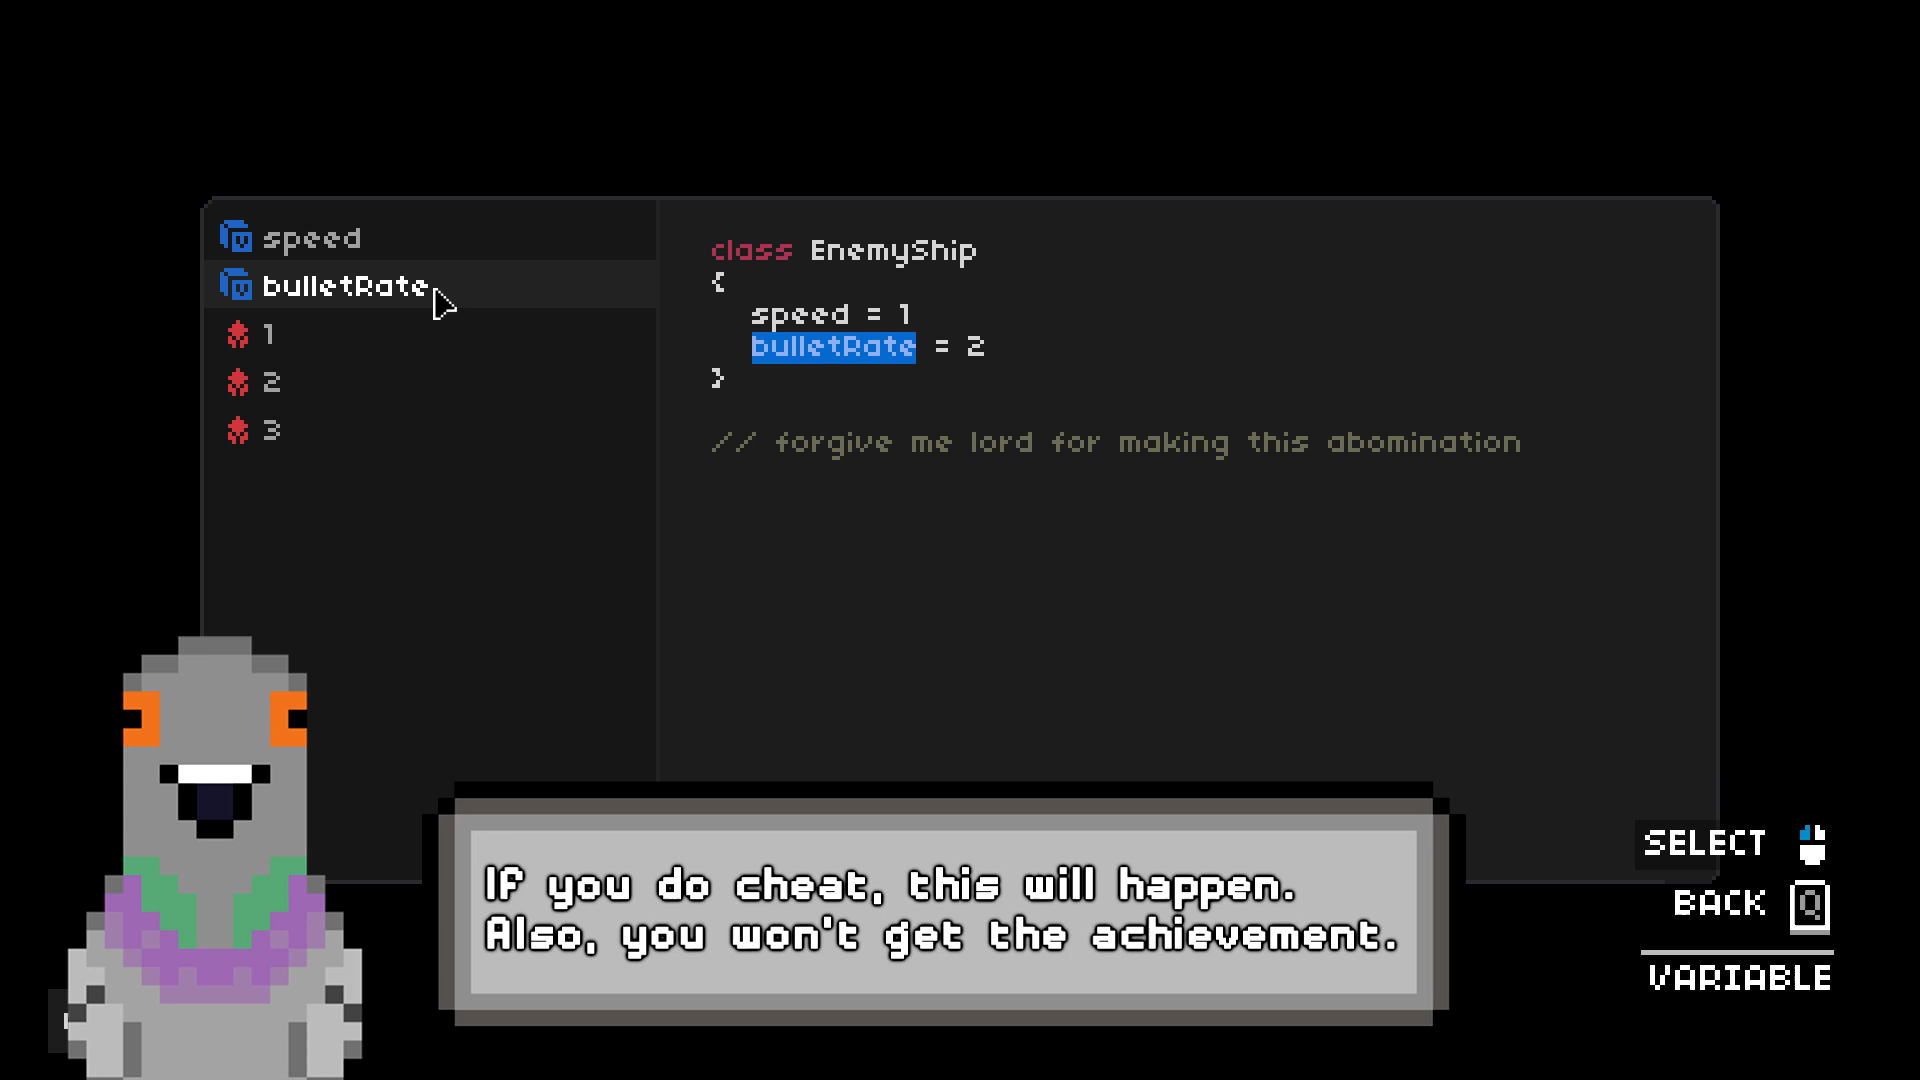 speed
bulletRate
1
2
3
class EnemyShip
{
speed = 1
bulletRate = 2
}
// forgive me lord for making this abomination
If you do cheat, this will happen.
Also, you won't get the achievement.
SELECT
BACK Q
VARIABLE